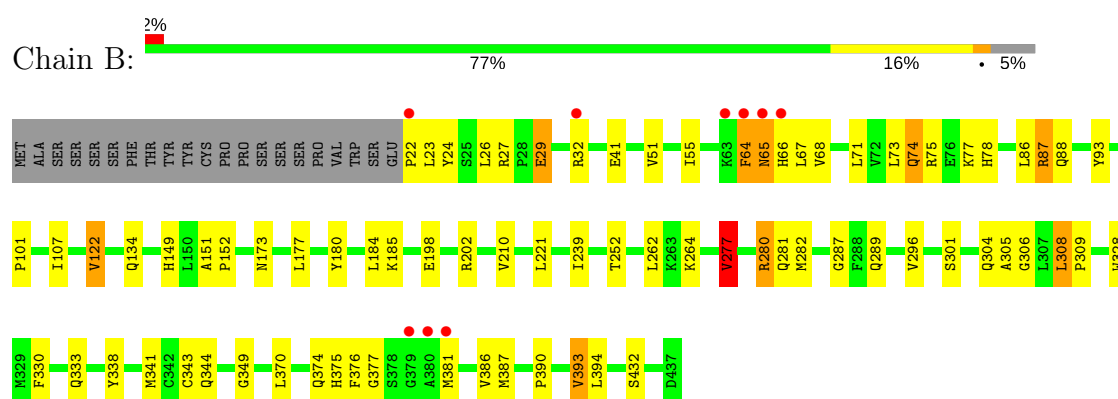 2%
Chain B:
77% 16% • 5%
MET ALA SER SER SER SER PHE THR TYR TYR CYS PRO PRO SER SER SER PRO VAL TRP SER GLU P22 L23 Y24 S25 L26 R27 P28 E29 R32 E41 V51 I55 K63 F64 N65 H66 L67 V68 L71 V72 L73 Q74 R75 E76 K77 H78 L86 R87 Q88 Y93
P101 I107 V122 Q134 H149 L150 A151 P152 N173 L177 Y180 L184 K185 E198 R202 V210 L221 I239 T252 L262 K263 K264 V277 R280 Q281 M282 G287 F288 Q289 V296 S301 Q304 A305 G306 L307 L308 P309
M329 F330 Q333 Y338 M341 C342 C343 Q344 G349 L370 Q374 H375 F376 G377 S378 G379 A380 M381 V386 M387 P390 V393 L394 S432 D437